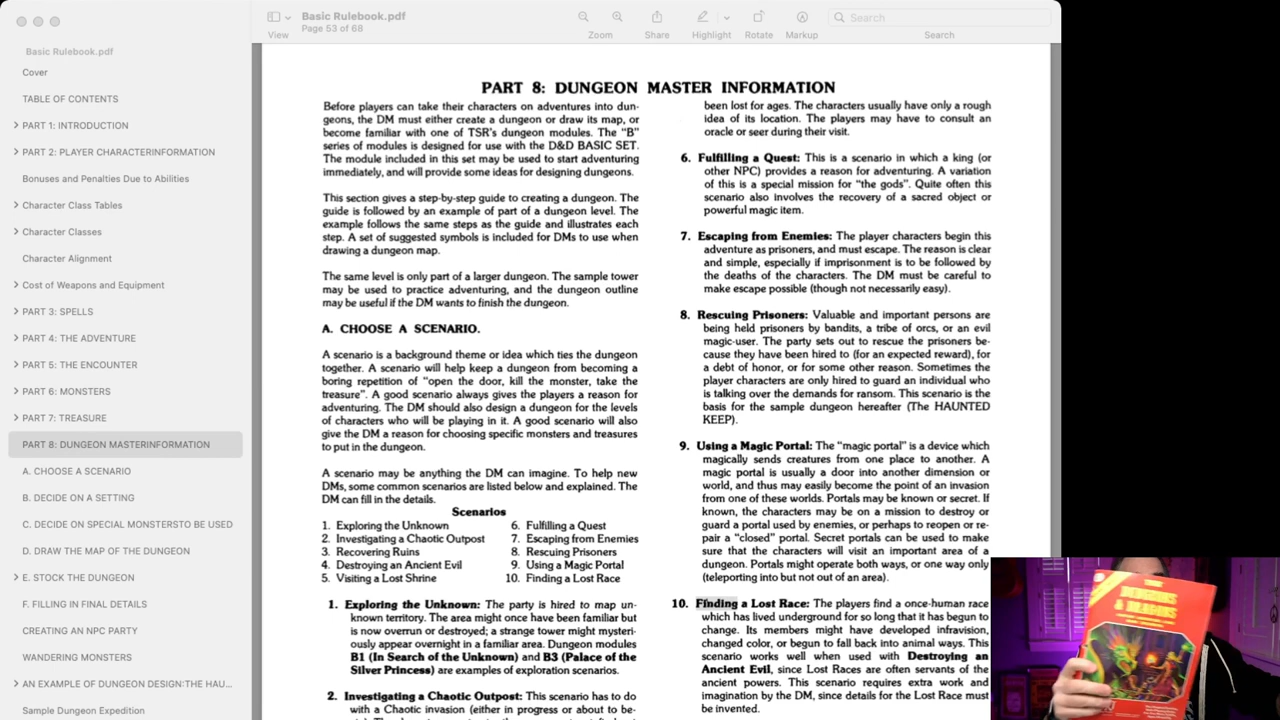 Basic Rulebook.pdf
Cover
TABLE OF CONTENTS
PART 1: INTRODUCTION
PART 2: PLAYER CHARACTERINFORMATION
Bonuses and Penalties Due to Abilities
Character Class Tables
Character Classes
Character Alignment
Cost of Weapons and Equipment
PART 3: SPELLS
PART 4: THE ADVENTURE
PART 5: THE ENCOUNTER
PART 6: MONSTERS
PART 7: TREASURE
PART 8: DUNGEON MASTERINFORMATION
A. CHOOSE A SCENARIO
B. DECIDE ON A SETTING
C. DECIDE ON SPECIAL MONSTERSTO BE USED
D. DRAW THE MAP OF THE DUNGEON
E. STOCK THE DUNGEON
F. FILLING IN FINAL DETAILS
CREATING AN NPC PARTY
WANDERING MONSTERS
AN EXAMPLE OF DUNGEON DESIGN:THE HAU...
Sample Dungeon Expedition
Basic Rulebook.pdf
Page 53 of 68
View
Zoom
Share
Highlight
Rotate
Markup
Search
Search
PART 8: DUNGEON MASTER INFORMATION
Before players can take their characters on adventures into dun-
geons, the DM must either create a dungeon or draw its map, or
become familiar with one of TSR's dungeon modules. The "B"
series of modules is designed for use with the D&D BASIC SET.
The module included in this set may be used to start adventuring
immediately, and will provide some ideas for designing dungeons.
This section gives a step-by-step guide to creating a dungeon. The
guide is followed by an example of part of a dungeon level. The
example follows the same steps as the guide and illustrates each
step. A set of suggested symbols is included for DMs to use when
drawing a dungeon map.
The same level is only part of a larger dungeon. The sample tower
may be used to practice adventuring, and the dungeon outline
may be useful if the DM wants to finish the dungeon.
A. CHOOSE A SCENARIO.
A scenario is a background theme or idea which ties the dungeon
together. A scenario will help keep a dungeon from becoming a
boring repetition of "open the door, kill the monster, take the
treasure". A good scenario always gives the players a reason for
adventuring. The DM should also design a dungeon for the levels
of characters who will be playing in it. A good scenario will also
give the DM a reason for choosing specific monsters and treasures
to put in the dungeon.
A scenario may be anything the DM can imagine. To help new
DMs, some common scenarios are listed below and explained. The
DM can fill in the details.
Scenarios
1. Exploring the Unknown
2. Investigating a Chaotic Outpost
3. Recovering Ruins
4. Destroying an Ancient Evil
5. Visiting a Lost Shrine
6. Fulfilling a Quest
7. Escaping from Enemies
8. Rescuing Prisoners
9. Using a Magic Portal
10. Finding a Lost Race
1. Exploring the Unknown: The party is hired to map un-
known territory. The area might once have been familiar but
is now overrun or destroyed; a strange tower might mysteri-
ously appear overnight in a familiar area. Dungeon modules
B1 (In Search of the Unknown) and B3 (Palace of the
Silver Princess) are examples of exploration scenarios.
2. Investigating a Chaotic Outpost: This scenario has to do
with a Chaotic invasion (either in progress or about to be-
been lost for ages. The characters usually have only a rough
idea of its location. The players may have to consult an
oracle or seer during their visit.
6. Fulfilling a Quest: This is a scenario in which a king (or
other NPC) provides a reason for adventuring. A variation
of this is a special mission for "the gods". Quite often this
scenario also involves the recovery of a sacred object or
powerful magic item.
7. Escaping from Enemies: The player characters begin this
adventure as prisoners, and must escape. The reason is clear
and simple, especially if imprisonment is to be followed by
the deaths of the characters. The DM must be careful to
make escape possible (though not necessarily easy).
8. Rescuing Prisoners: Valuable and important persons are
being held prisoners by bandits, a tribe of orcs, or an evil
magic-user. The party sets out to rescue the prisoners be-
cause they have been hired to (for an expected reward), for
a debt of honor, or for some other reason. Sometimes the
player characters are only hired to guard an individual who
is talking over the demands for ransom. This scenario is the
basis for the sample dungeon hereafter (The HAUNTED
KEEP).
9. Using a Magic Portal: The "magic portal" is a device which
magically sends creatures from one place to another. A
magic portal is usually a door into another dimension or
world, and thus may easily become the point of an invasion
from one of these worlds. Portals may be known or secret. If
known, the characters may be on a mission to destroy or
guard a portal used by enemies, or perhaps to reopen or re-
pair a "closed" portal. Secret portals can be used to make
sure that the characters will visit an important area of a
dungeon. Portals might operate both ways, or one way only
(teleporting into but not out of an area).
10. Finding a Lost Race: The players find a once-human race
which has lived underground for so long that it has begun to
change. Its members might have developed infravision,
changed color, or begun to fall back into animal ways. This
scenario works well when used with Destroying an
Ancient Evil, since Lost Races are often servants of the
ancient powers. This scenario requires extra work and
imagination by the DM, since details for the Lost Race must
be invented.
DUNGEONS
& DRAGONS